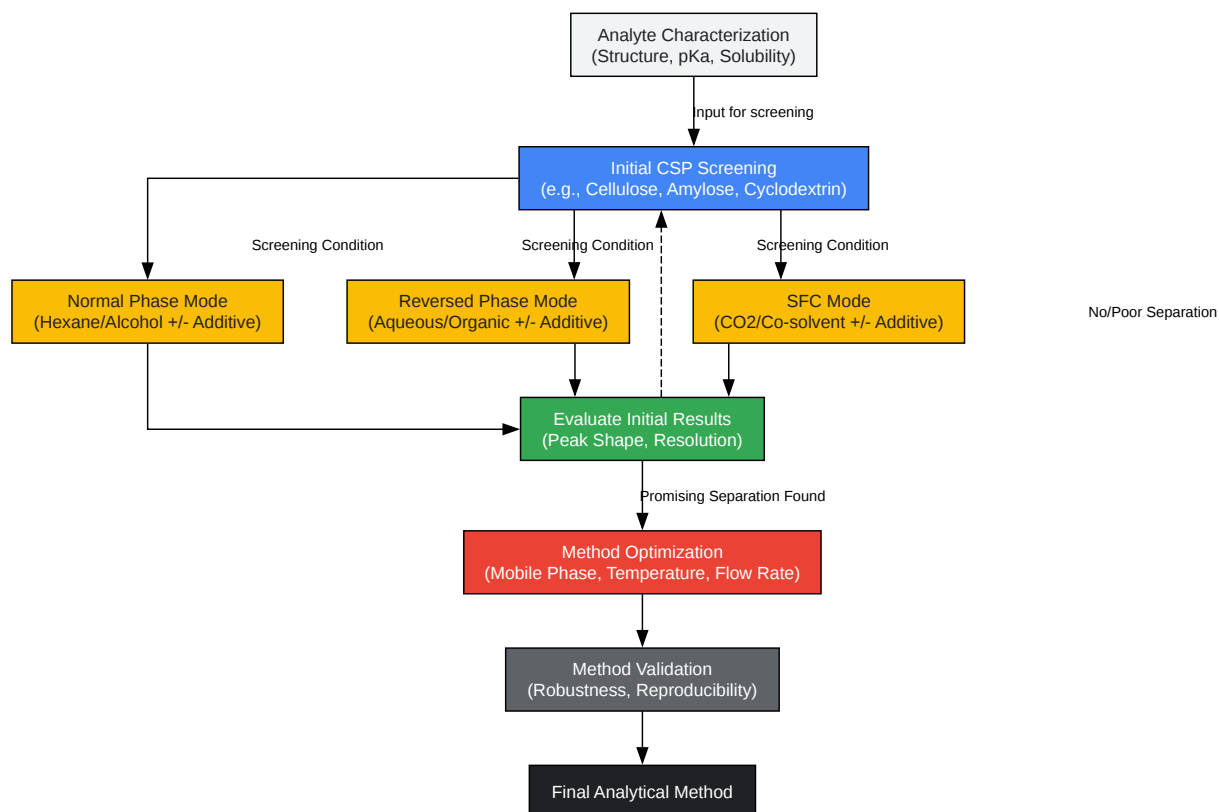 Analyte Characterization
(Structure, pKa, Solubility)
Input for screening
Initial CSP Screening
(e.g., Cellulose, Amylose, Cyclodextrin)
Screening Condition
Screening Condition
Screening Condition
Normal Phase Mode
(Hexane/Alcohol +/- Additive)
Reversed Phase Mode
(Aqueous/Organic +/- Additive)
SFC Mode
(CO2/Co-solvent +/- Additive)
No/Poor Separation
Evaluate Initial Results
(Peak Shape, Resolution)
Promising Separation Found
Method Optimization
(Mobile Phase, Temperature, Flow Rate)
Method Validation
(Robustness, Reproducibility)
Final Analytical Method